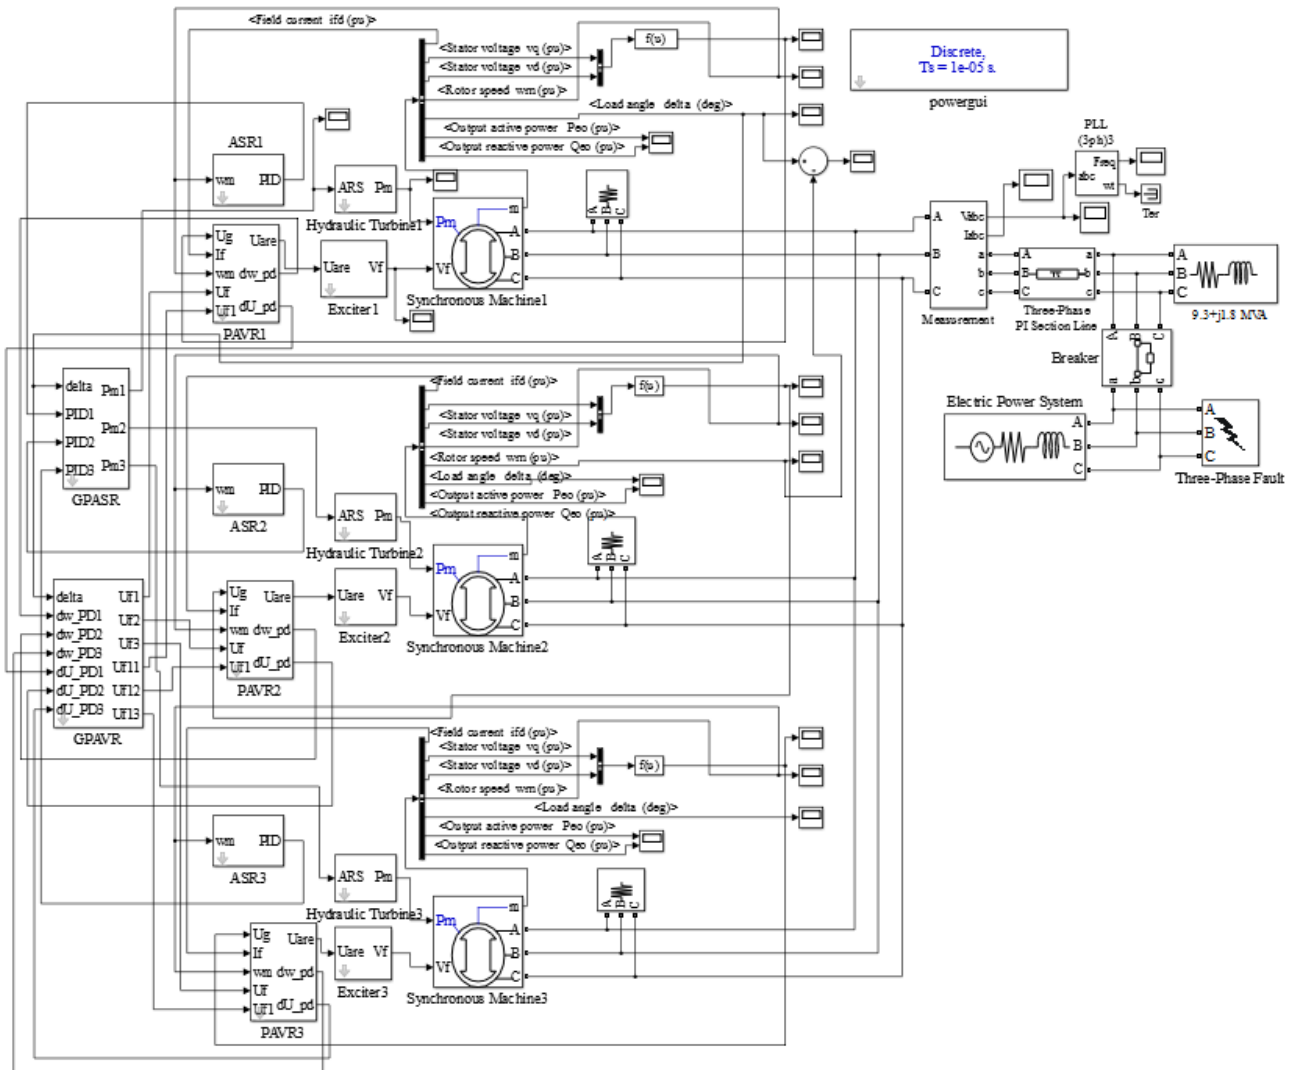 <Field current ifd (pu)>
<Stator voltage vq (pu)>
<Stator voltage vd (pu)>
<Rotor speed wm (pu)>
<Load angle delta (deg)>
<Output active power Peo (pu)>
<Output reactive power Qeo (pu)>
f(u)
Discrete,
Ts = 1e-05 s.
powergui
PLL
(3ph)3
Freq
abc
wt
Ter
ASR1
wm PID
ARS Pm
Hydraulic Turbine1
Ug Uare
If
wm dw_pd
Uf
Uf1 dU_pd
PAVR1
Uare Vf
Exciter1
Pm m
A
B
Vf
C
Synchronous Machine1
A B C
A Vabc
Iabc
B a
b
C c
Measurement
A a
B b
C c
Three-Phase
PI Section Line
A
B
C
9.3+j1.8 MVA
A B C
Breaker
a b c
Electric Power System
A
B
C
A
B
C
Three-Phase Fault
delta Pm1
PID1
Pm2
PID2
PID3 Pm3
GPASR
<Field current ifd (pu)>
<Stator voltage vq (pu)>
<Stator voltage vd (pu)>
<Rotor speed wm (pu)>
<Load angle delta (deg)>
<Output active power Peo (pu)>
<Output reactive power Qeo (pu)>
f(u)
wm PID
ASR2
ARS Pm
Hydraulic Turbine2
Ug Uare
If
wm dw_pd
Uf
Uf1 dU_pd
PAVR2
Uare Vf
Exciter2
Pm m
A
B
Vf
C
Synchronous Machine2
A B C
delta Uf1
dw_PD1
Uf2
dw_PD2
Uf3
dw_PD3
Uf11
dU_PD1
dU_PD2 Uf12
dU_PD3 Uf13
GPAVR
<Field current ifd (pu)>
<Stator voltage vq (pu)>
<Stator voltage vd (pu)>
<Rotor speed wm (pu)>
<Load angle delta (deg)>
<Output active power Peo (pu)>
<Output reactive power Qeo (pu)>
f(u)
wm PID
ASR3
ARS Pm
Hydraulic Turbine3
Ug Uare
If
wm dw_pd
Uf
Uf1 dU_pd
PAVR3
Uare Vf
Exciter3
Pm m
A
B
Vf
C
Synchronous Machine3
A B C